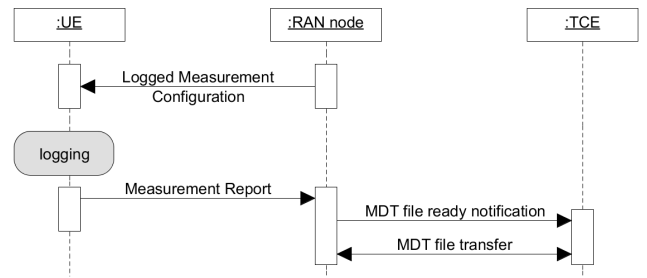 :UE
:RAN node
:TCE
Logged Measurement
Configuration
logging
Measurement Report
MDT file ready notification
MDT file transfer